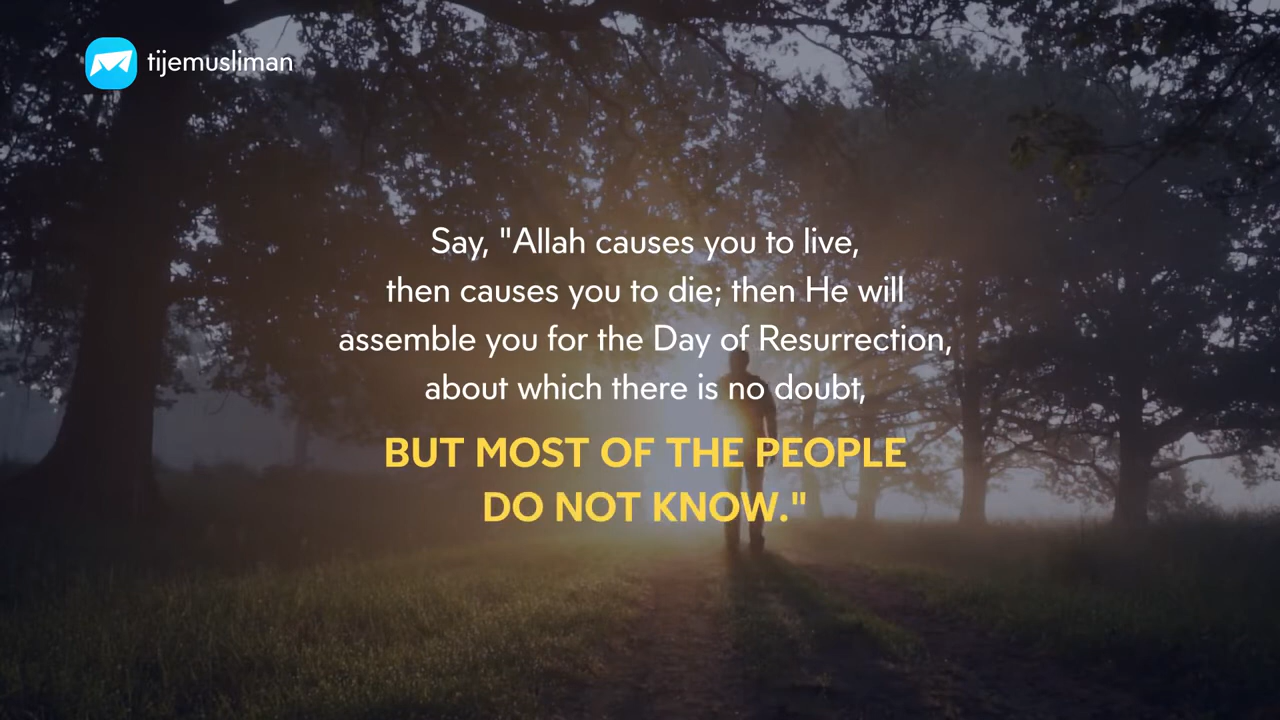 tijemusliman
Say, "Allah causes you to live,
then causes you to die; then He will
assemble you for the Day of Resurrection,
about which there is no doubt,
BUT MOST OF THE PEOPLE
DO NOT KNOW."